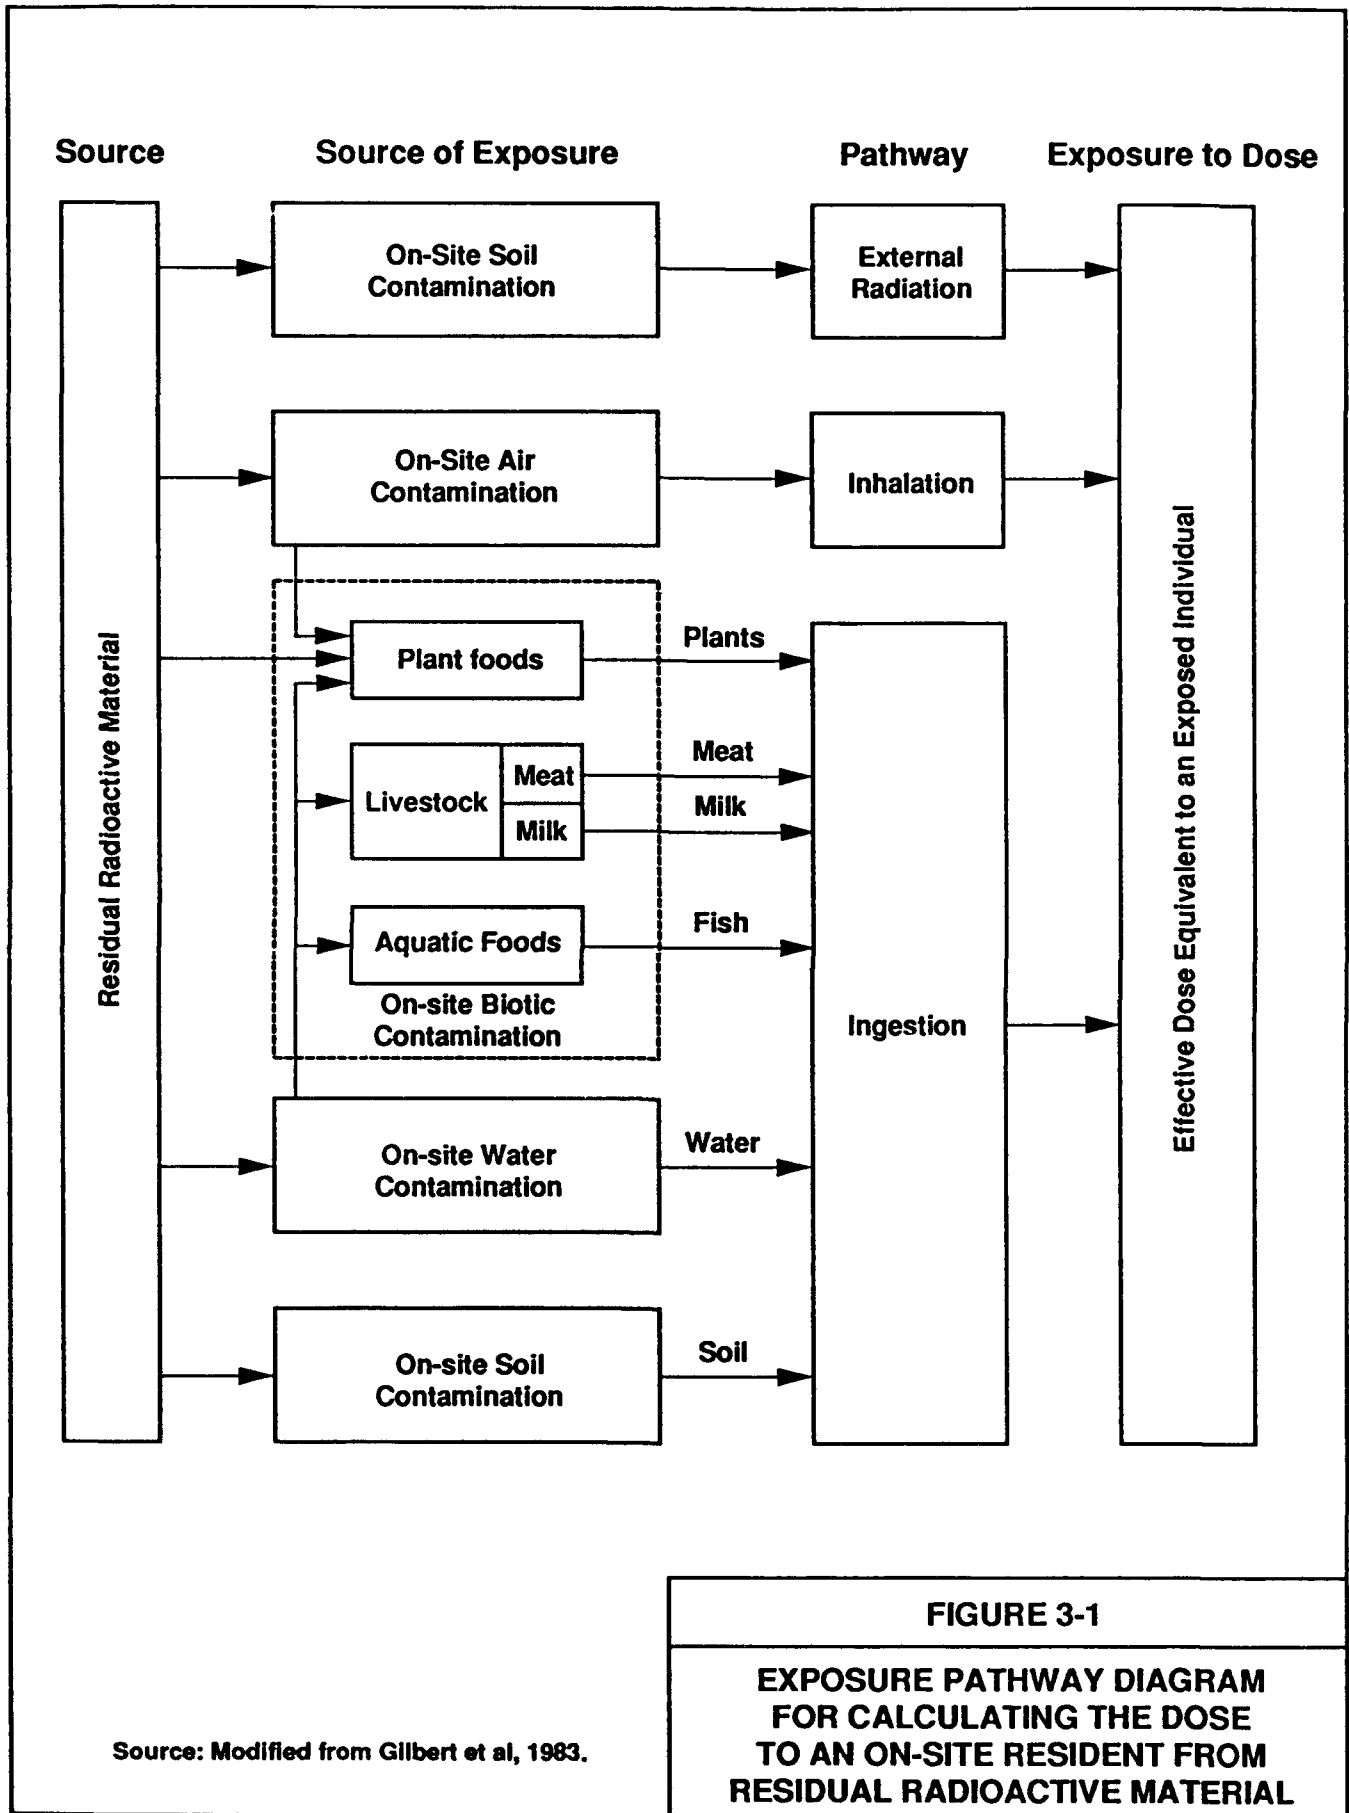 Source
Source of Exposure
Pathway
Exposure to Dose
Residual Radioactive Material
On-Site Soil
Contamination
External
Radiation
On-Site Air
Contamination
Inhalation
Plant foods
Plants
Livestock
Meat
Milk
Meat
Milk
Aquatic Foods
Fish
On-site Biotic
Contamination
Ingestion
On-site Water
Contamination
Water
On-site Soil
Contamination
Soil
Effective Dose Equivalent to an Exposed Individual
FIGURE 3-1
EXPOSURE PATHWAY DIAGRAM
FOR CALCULATING THE DOSE
TO AN ON-SITE RESIDENT FROM
RESIDUAL RADIOACTIVE MATERIAL
Source: Modified from Gilbert et al, 1983.